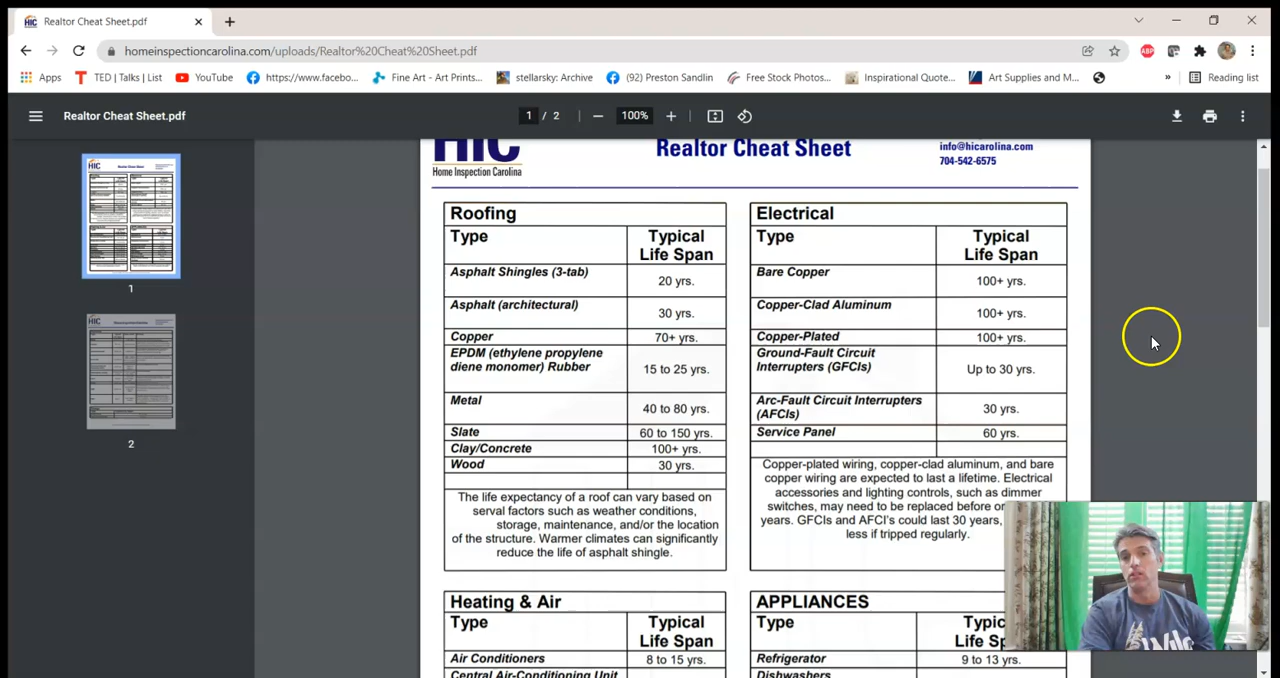 HIC
Realtor Cheat Sheet.pdf
homeinspectioncarolina.com/uploads/Realtor%20Cheat%20Sheet.pdf
ABP
Apps
TED | Talks | List
YouTube
https://www.facebo...
Fine Art - Art Prints...
stellarsky: Archive
(92) Preston Sandlin
Free Stock Photos...
Inspirational Quote...
Art Supplies and M...
»
Reading list
Realtor Cheat Sheet.pdf
1 / 2
100%
1
2
HIC
Home Inspection Carolina
Realtor Cheat Sheet
info@hicarolina.com
704-542-6575
Roofing
Type Typical
Life Span
Asphalt Shingles (3-tab) 20 yrs.
Asphalt (architectural) 30 yrs.
Copper 70+ yrs.
EPDM (ethylene propylene
diene monomer) Rubber 15 to 25 yrs.
Metal 40 to 80 yrs.
Slate 60 to 150 yrs.
Clay/Concrete 100+ yrs.
Wood 30 yrs.
The life expectancy of a roof can vary based on
serval factors such as weather conditions,
storage, maintenance, and/or the location
of the structure. Warmer climates can significantly
reduce the life of asphalt shingle.
Electrical
Type Typical
Life Span
Bare Copper 100+ yrs.
Copper-Clad Aluminum 100+ yrs.
Copper-Plated 100+ yrs.
Ground-Fault Circuit
Interrupters (GFCIs) Up to 30 yrs.
Arc-Fault Circuit Interrupters
(AFCIs) 30 yrs.
Service Panel 60 yrs.
Copper-plated wiring, copper-clad aluminum, and bare
copper wiring are expected to last a lifetime. Electrical
accessories and lighting controls, such as dimmer
switches, may need to be replaced before
years. GFCIs and AFCI's could last 30 years,
less if tripped regularly.
Heating & Air
Type Typical
Life Span
Air Conditioners 8 to 15 yrs.
Central Air-Conditioning Unit
APPLIANCES
Type
Life
Refrigerator 9 to 13 yrs.
Dishwashers